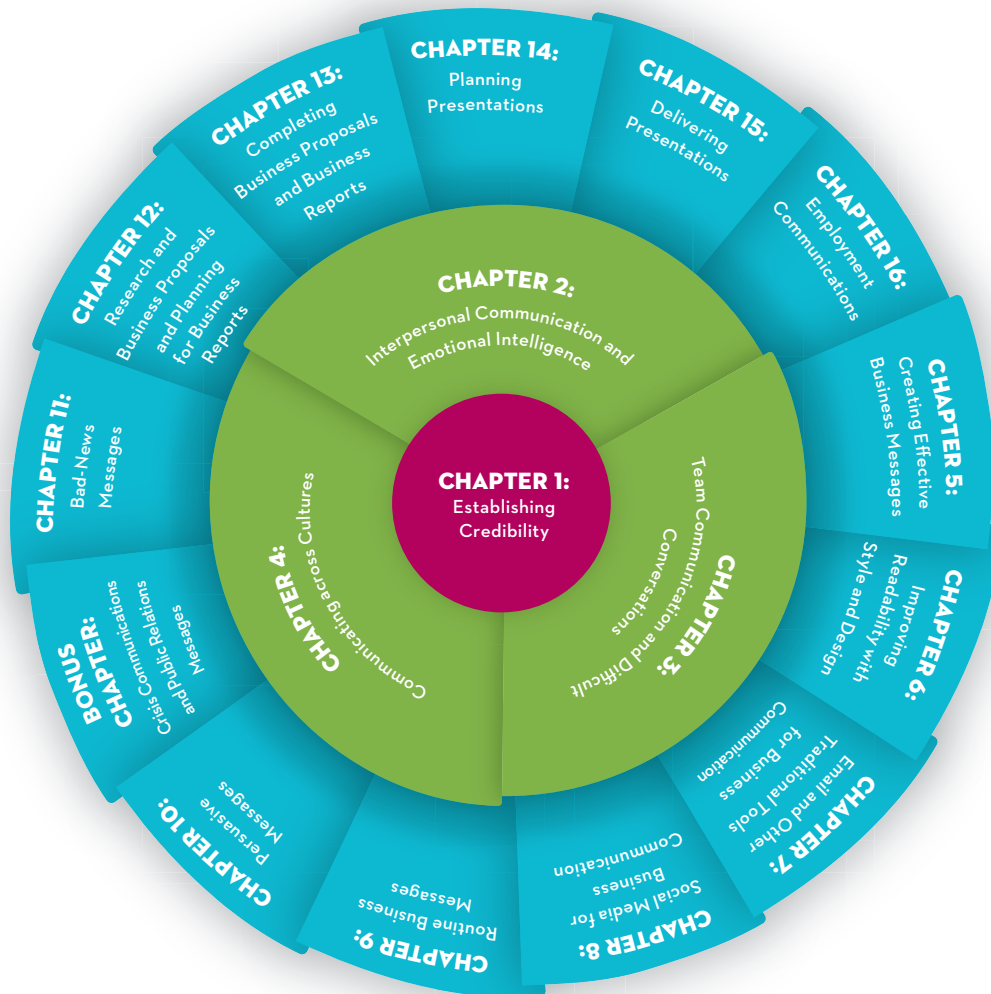 CHAPTER 1:
Establishing
Credibility
CHAPTER 2:
Interpersonal Communication and
Emotional Intelligence
CHAPTER 3:
Team Communication and Difficult
Conversations
CHAPTER 4:
Communicating across Cultures
CHAPTER 5:
Creating Effective
Business Messages
CHAPTER 6:
Improving
Readability with
Style and Design
CHAPTER 7:
Email and Other
Traditional Tools
for Business
Communication
CHAPTER 8:
Social Media for
Business
Communication
CHAPTER 9:
Routine Business
Messages
CHAPTER 10:
Persuasive
Messages
BONUS
CHAPTER:
Crisis Communications
and Public Relations
Messages
CHAPTER 11:
Bad-News
Messages
CHAPTER 12:
Research and
Business Proposals
and Planning
for Business
Reports
CHAPTER 13:
Completing
Business Proposals
and Business
Reports
CHAPTER 14:
Planning
Presentations
CHAPTER 15:
Delivering
Presentations
CHAPTER 16:
Employment
Communications